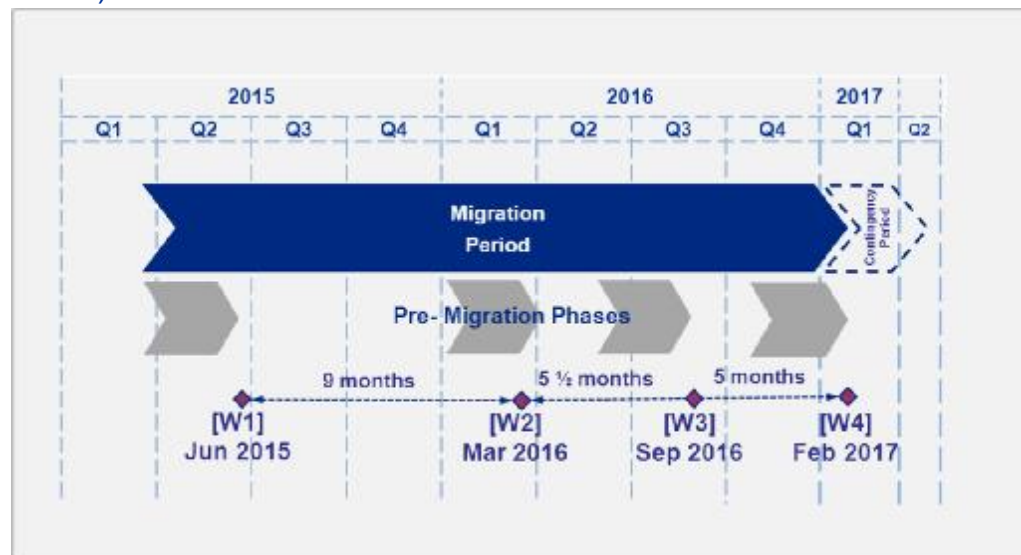 2015 2016 2017
Q1 Q2 Q3 Q4 Q1 Q2 Q3 Q4 Q1 Q2
Migration
Period
Contingency
Period
Pre- Migration Phases
9 months 5 ½ months 5 months
[W1] [W2] [W3] [W4]
Jun 2015 Mar 2016 Sep 2016 Feb 2017